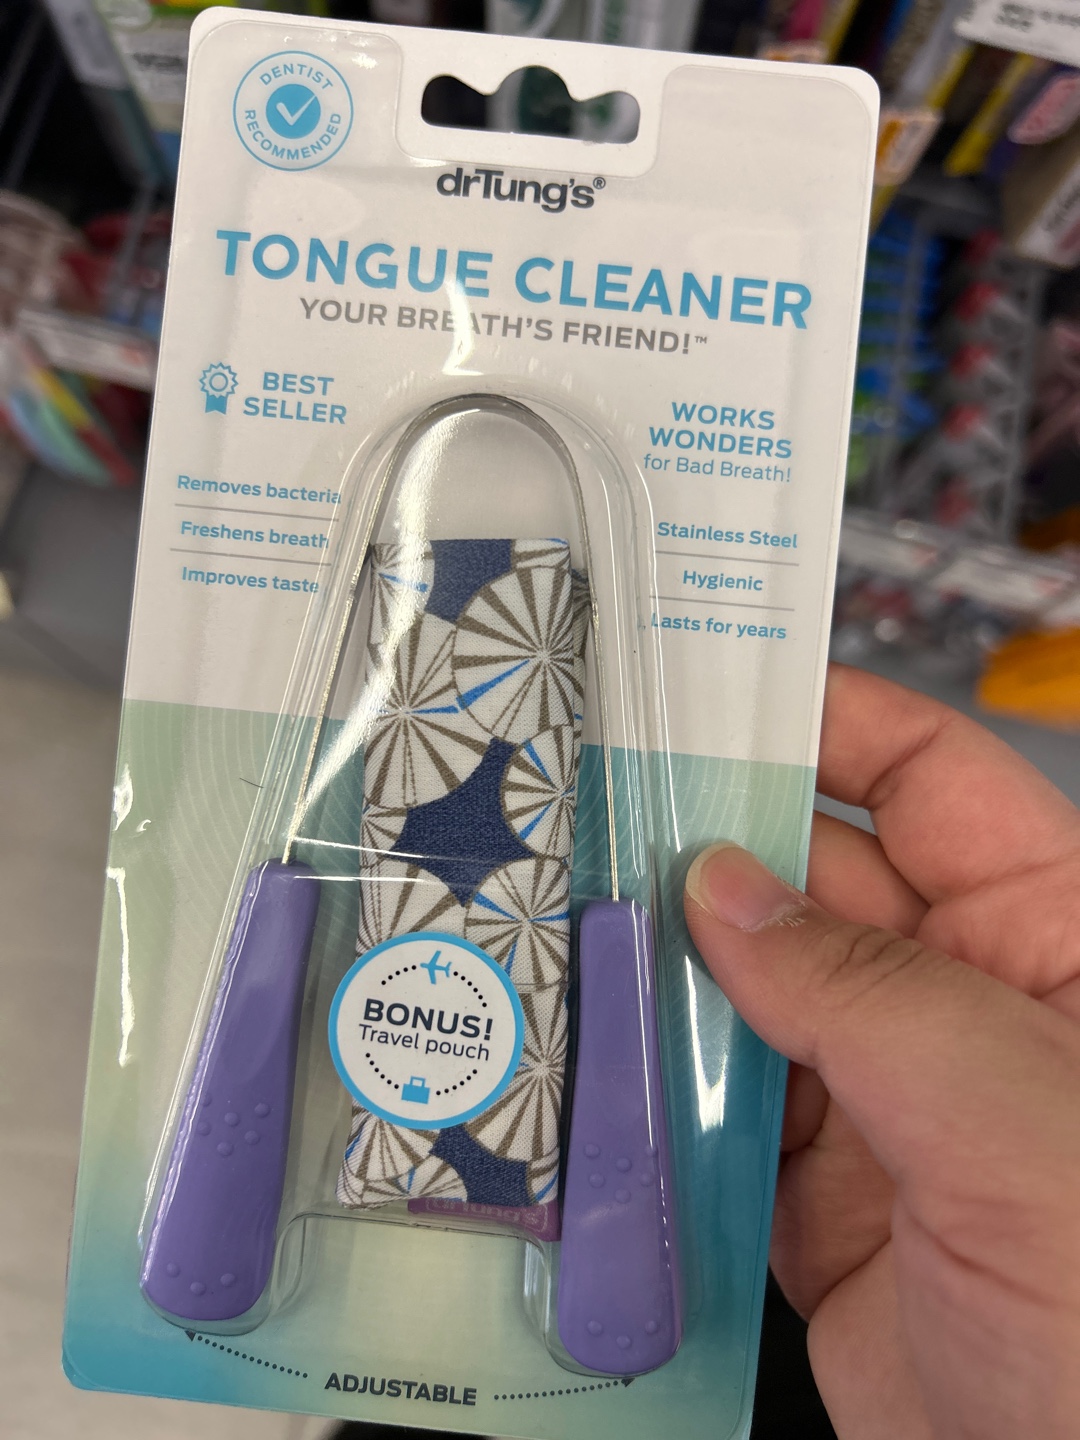 DENTIST
RECOMMENDED
drTung's®
TONGUE CLEANER
YOUR BREATH'S FRIEND!™
BEST
SELLER
WORKS
WONDERS
for Bad Breath!
Removes bacteria
Freshens breath
Improves taste
Stainless Steel
Hygienic
Lasts for years
BONUS!
Travel pouch
drTung's
ADJUSTABLE